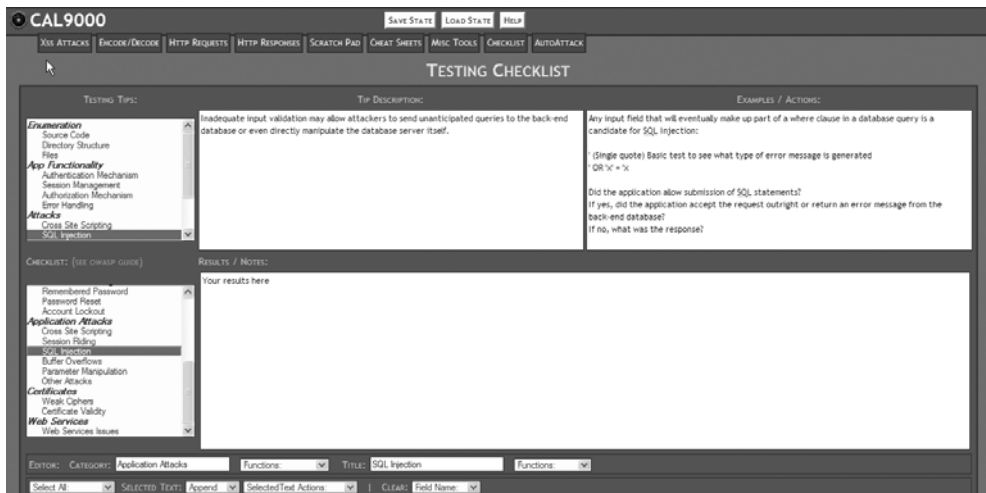 CAL9000
SAVE STATE LOAD STATE HELP
XSS ATTACKS ENCODE/DECODE HTTP REQUESTS HTTP RESPONSES SCRATCH PAD CHEAT SHEETS MISC TOOLS CHECKLIST AUTOATTACK
TESTING CHECKLIST
TESTING TIPS:
Enumeration
Source Code
Directory Structure
Files
App Functionality
Authentication Mechanism
Session Management
Authorization Mechanism
Error Handling
Attacks
Cross Site Scripting
SQL Injection
TIP DESCRIPTION:
Inadequate input validation may allow attackers to send unanticipated queries to the back-end
database or even directly manipulate the database server itself.
EXAMPLES / ACTIONS:
Any input field that will eventually make up part of a where clause in a database query is a
candidate for SQL Injection:
' (Single quote) Basic test to see what type of error message is generated
' OR 'x' = 'x
Did the application allow submission of SQL statements?
If yes, did the application accept the request outright or return an error message from the
back-end database?
If no, what was the response?
CHECKLIST: (SEE OWASP GUIDE)
Remembered Password
Password Reset
Account Lockout
Application Attacks
Cross Site Scripting
Session Riding
SQL Injection
Buffer Overflows
Parameter Manipulation
Other Attacks
Certificates
Weak Ciphers
Certificate Validity
Web Services
Web Services Issues
RESULTS / NOTES:
Your results here
EDITOR: CATEGORY: Application Attacks Functions: TITLE: SQL Injection Functions:
Select All: SELECTED TEXT: Append SelectedText Actions: | CLEAR: Field Name: